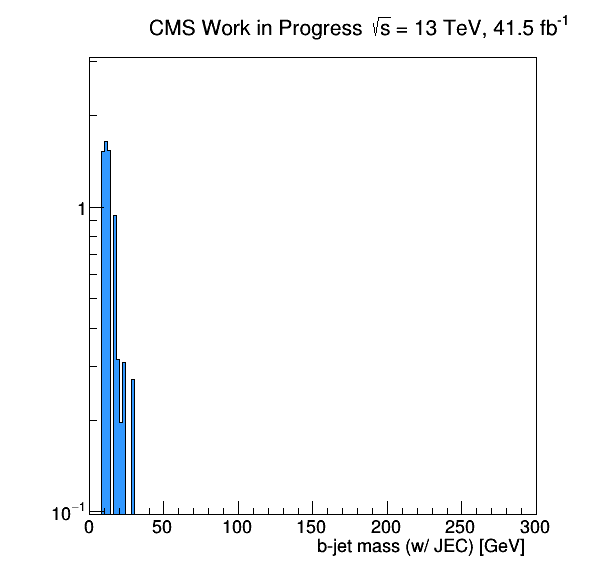 CMS Work in Progress √s = 13 TeV, 41.5 fb⁻¹
1
10⁻¹
0 50 100 150 200 250 300
b-jet mass (w/ JEC) [GeV]